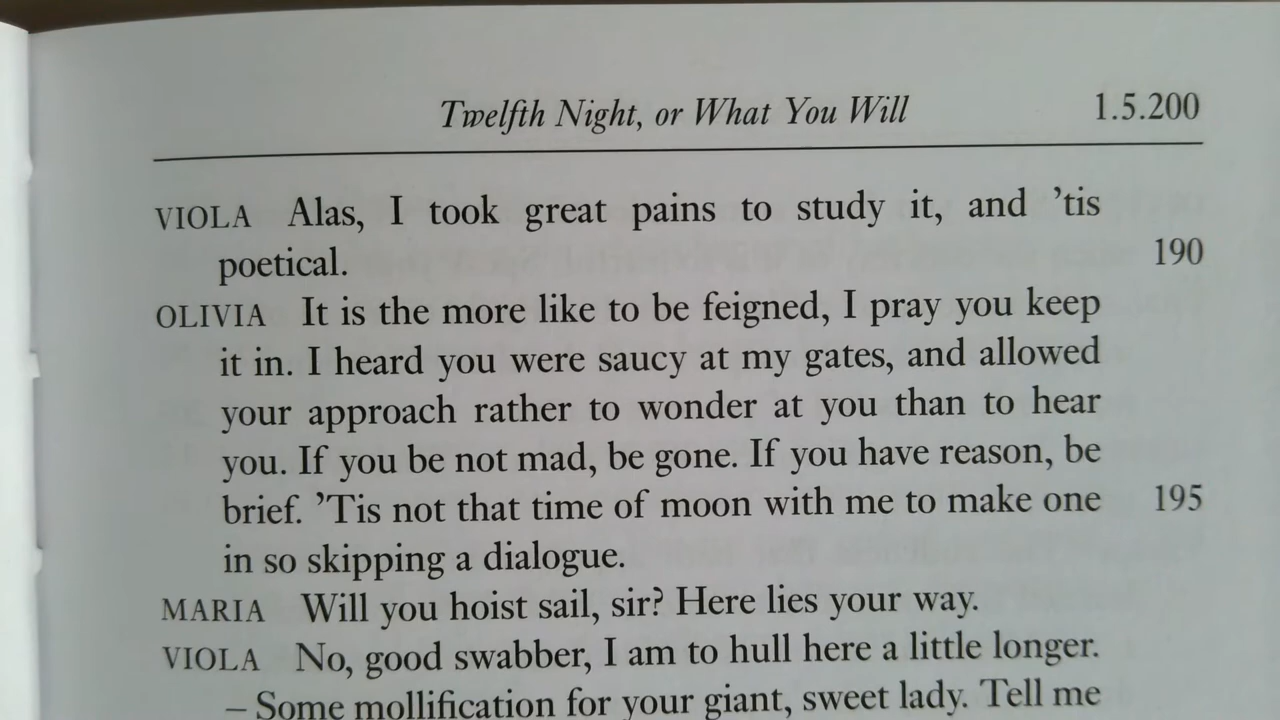 Twelfth Night, or What You Will 1.5.200
VIOLA Alas, I took great pains to study it, and ’tis
poetical. 190
OLIVIA It is the more like to be feigned, I pray you keep
it in. I heard you were saucy at my gates, and allowed
your approach rather to wonder at you than to hear
you. If you be not mad, be gone. If you have reason, be
brief. ’Tis not that time of moon with me to make one 195
in so skipping a dialogue.
MARIA Will you hoist sail, sir? Here lies your way.
VIOLA No, good swabber, I am to hull here a little longer.
– Some mollification for your giant, sweet lady. Tell me